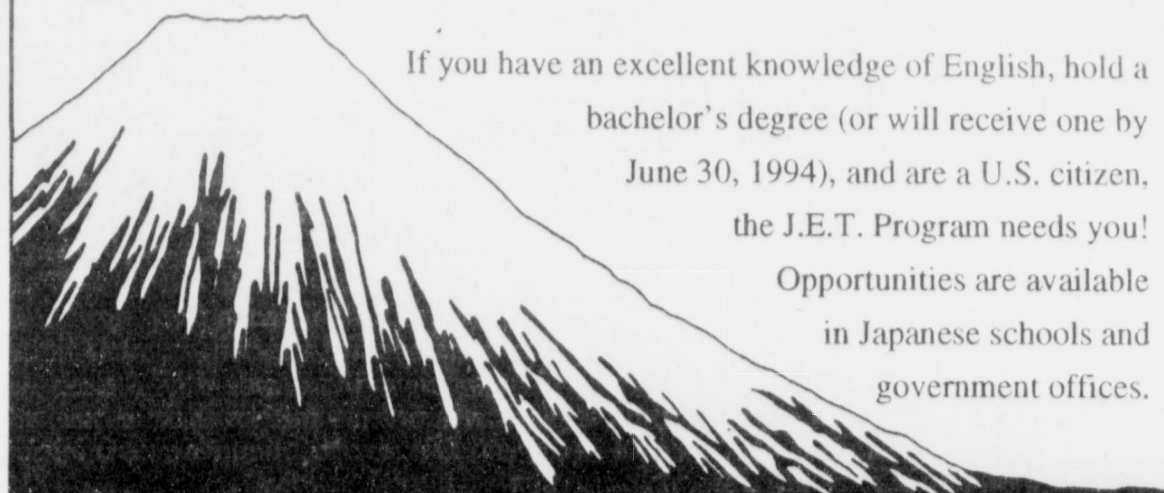 If you have an excellent knowledge of English, hold a
bachelor's degree (or will receive one by
June 30, 1994), and are a U.S. citizen,
the J.E.T. Program needs you!
Opportunities are available
in Japanese schools and
government offices.